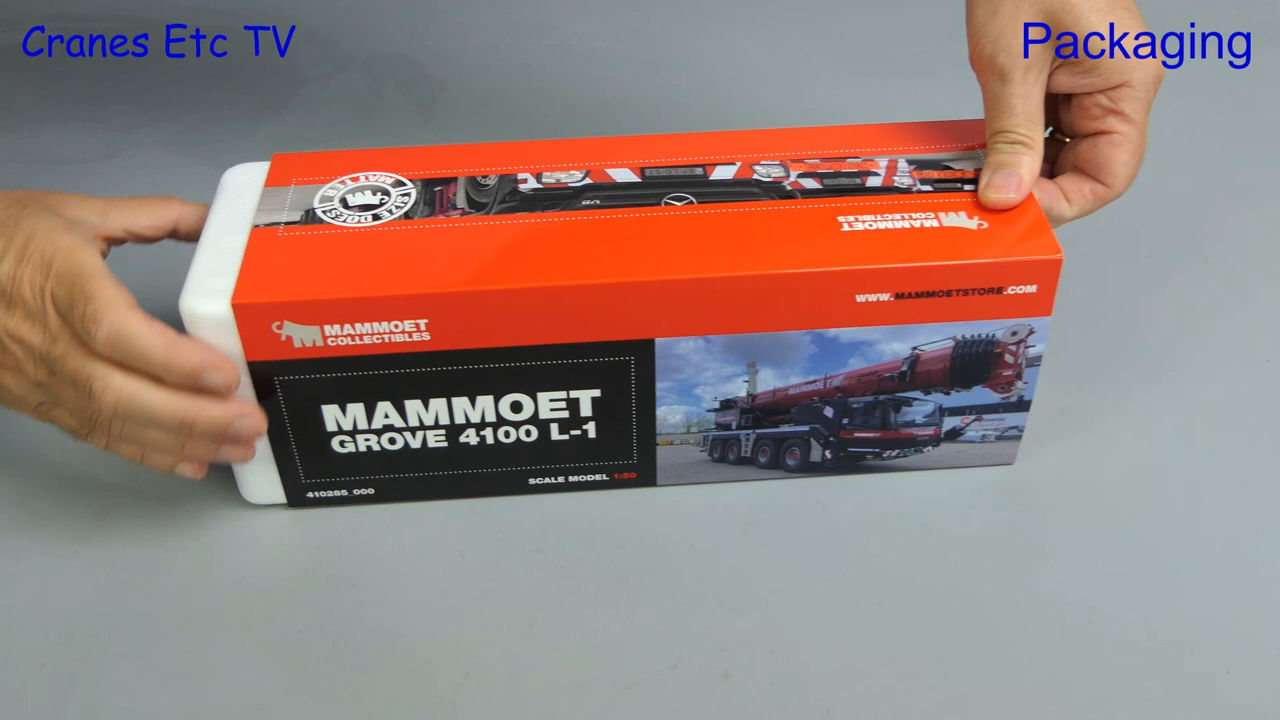 Cranes Etc TV
Packaging
SIZE DOES
MATTER
MAMMOET
COLLECTIBLES
WWW.MAMMOETSTORE.COM
MAMMOET
COLLECTIBLES
MAMMOET
GROVE 4100 L-1
SCALE MODEL 1:50
410285_000
MAMMOET